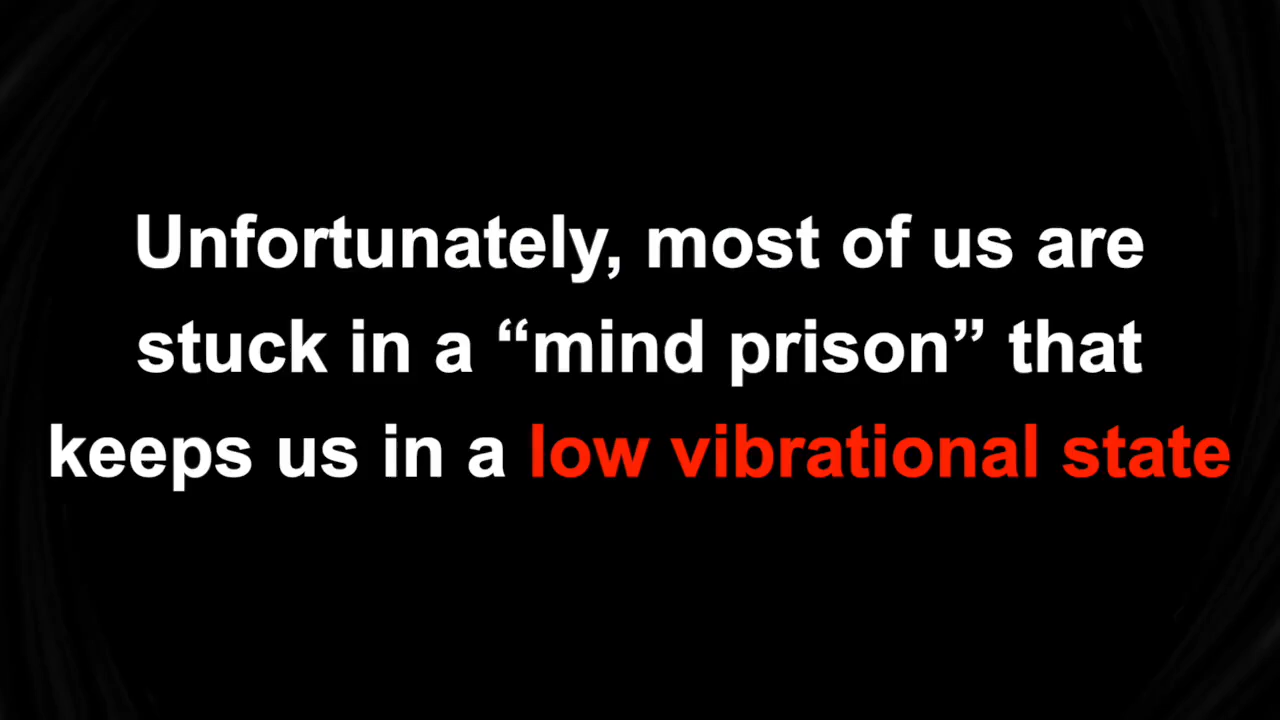 Unfortunately, most of us are
stuck in a “mind prison” that
keeps us in a low vibrational state